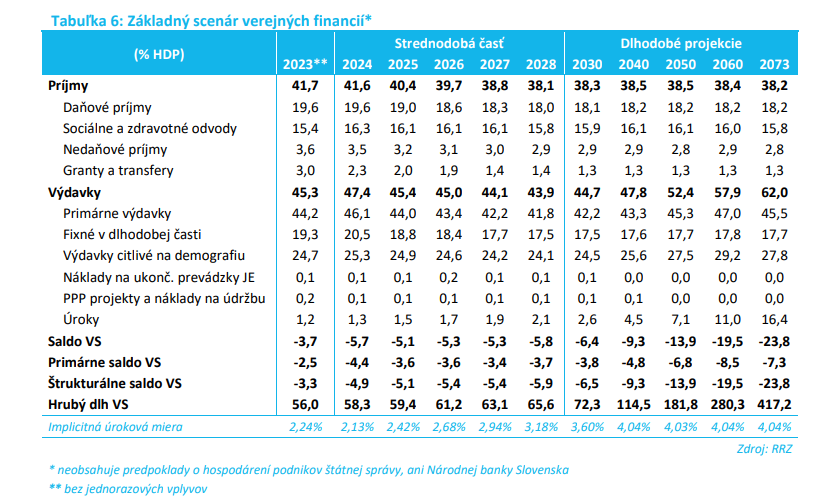 Tabuľka 6: Základný scenár verejných financií*
(% HDP) Strednodobá časť Dlhodobé projekcie
2023** 2024 2025 2026 2027 2028 2030 2040 2050 2060 2073
Príjmy 41,7 41,6 40,4 39,7 38,8 38,1 38,3 38,5 38,5 38,4 38,2
Daňové príjmy 19,6 19,6 19,0 18,6 18,3 18,0 18,1 18,2 18,2 18,2 18,2
Sociálne a zdravotné odvody 15,4 16,3 16,1 16,1 16,1 15,8 15,9 16,1 16,1 16,0 15,8
Nedaňové príjmy 3,6 3,5 3,2 3,1 3,0 2,9 2,9 2,9 2,8 2,9 2,8
Granty a transfery 3,0 2,3 2,0 1,9 1,4 1,4 1,3 1,3 1,3 1,3 1,3
Výdavky 45,3 47,4 45,4 45,0 44,1 43,9 44,7 47,8 52,4 57,9 62,0
Primárne výdavky 44,2 46,1 44,0 43,4 42,2 41,8 42,2 43,3 45,3 47,0 45,5
Fixné v dlhodobej časti 19,3 20,5 18,8 18,4 17,7 17,5 17,5 17,6 17,8 17,8 17,7
Výdavky citlivé na demografiu 24,7 25,3 24,9 24,6 24,2 24,1 24,5 25,6 27,5 29,2 27,8
Náklady na ukonč. prevádzky JE 0,1 0,1 0,1 0,2 0,1 0,1 0,1 0,0 0,0 0,0 0,0
PPP projekty a náklady na údržbu 0,2 0,1 0,1 0,1 0,1 0,1 0,1 0,1 0,0 0,0 0,0
Úroky 1,2 1,3 1,5 1,7 1,9 2,1 2,6 4,5 7,1 11,0 16,4
Saldo VS -3,7 -5,7 -5,1 -5,3 -5,3 -5,8 -6,4 -9,3 -13,9 -19,5 -23,8
Primárne saldo VS -2,5 -4,4 -3,6 -3,6 -3,4 -3,7 -3,8 -4,8 -6,8 -8,5 -7,3
Štrukturálne saldo VS -3,3 -4,9 -5,1 -5,4 -5,4 -5,9 -6,5 -9,3 -13,9 -19,5 -23,8
Hrubý dlh VS 56,0 58,3 59,4 61,2 63,1 65,6 72,3 114,5 181,8 280,3 417,2
Implicitná úroková miera 2,24% 2,13% 2,42% 2,68% 2,94% 3,18% 3,60% 4,04% 4,03% 4,04% 4,04%
Zdroj: RRZ
* neobsahuje predpoklady o hospodárení podnikov štátnej správy, ani Národnej banky Slovenska
** bez jednorazových vplyvov